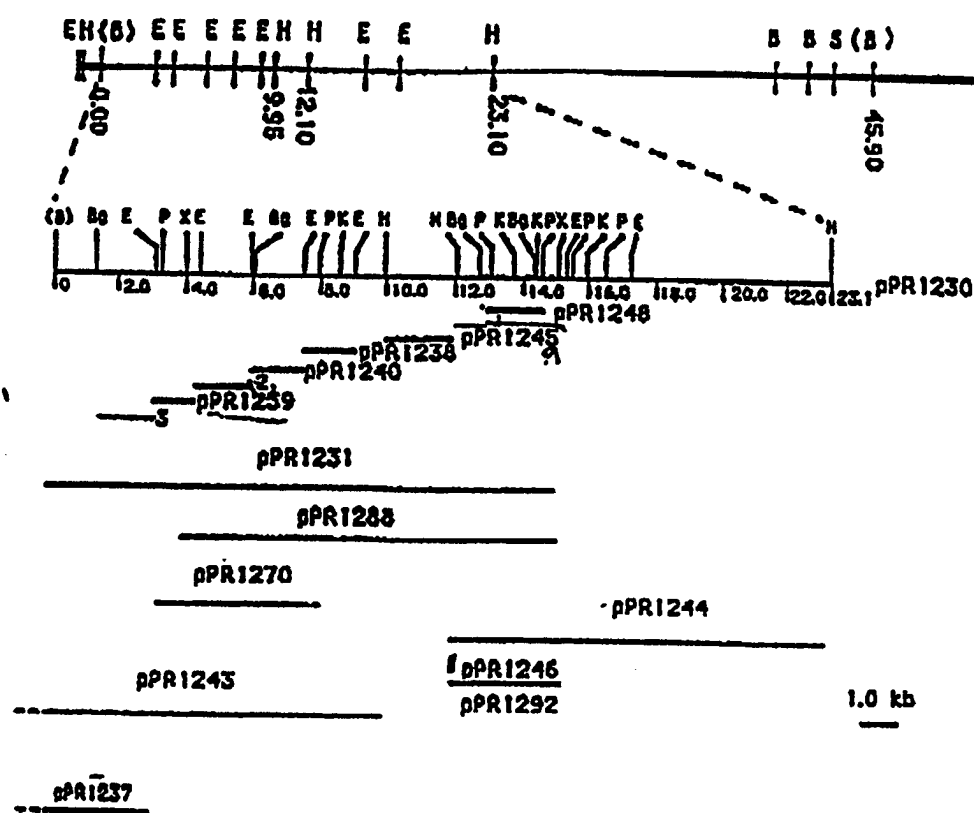 EH(B) E E E E E H H E E H B B S (B)
0.00 9.95 12.10 23.10 45.90
(B) Bg E P X E E Bg E P K E H H Bg P K Bg K P X E P K P E H
0 2.0 4.0 6.0 8.0 10.0 12.0 14.0 16.0 18.0 20.0 22.0 23.1 pPR1230
pPR1248
pPR1245
pPR1238
pPR1240
2
pPR1239
3
pPR1231
pPR1288
pPR1270
pPR1244
pPR1246
pPR1243
pPR1292
1.0 kb
pPR1237